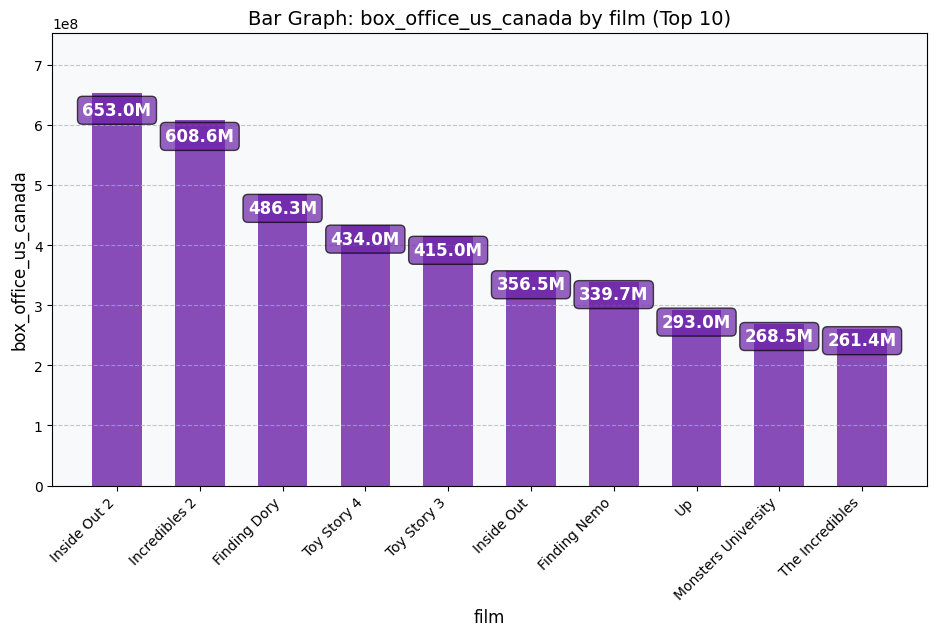 Bar Graph: box_office_us_canada by film (Top 10)
1e8
7
6
5
4
3
2
1
0
box_office_us_canada
653.0M
608.6M
486.3M
434.0M
415.0M
356.5M
339.7M
293.0M
268.5M
261.4M
Inside Out 2
Incredibles 2
Finding Dory
Toy Story 4
Toy Story 3
Inside Out
Finding Nemo
Up
Monsters University
The Incredibles
film